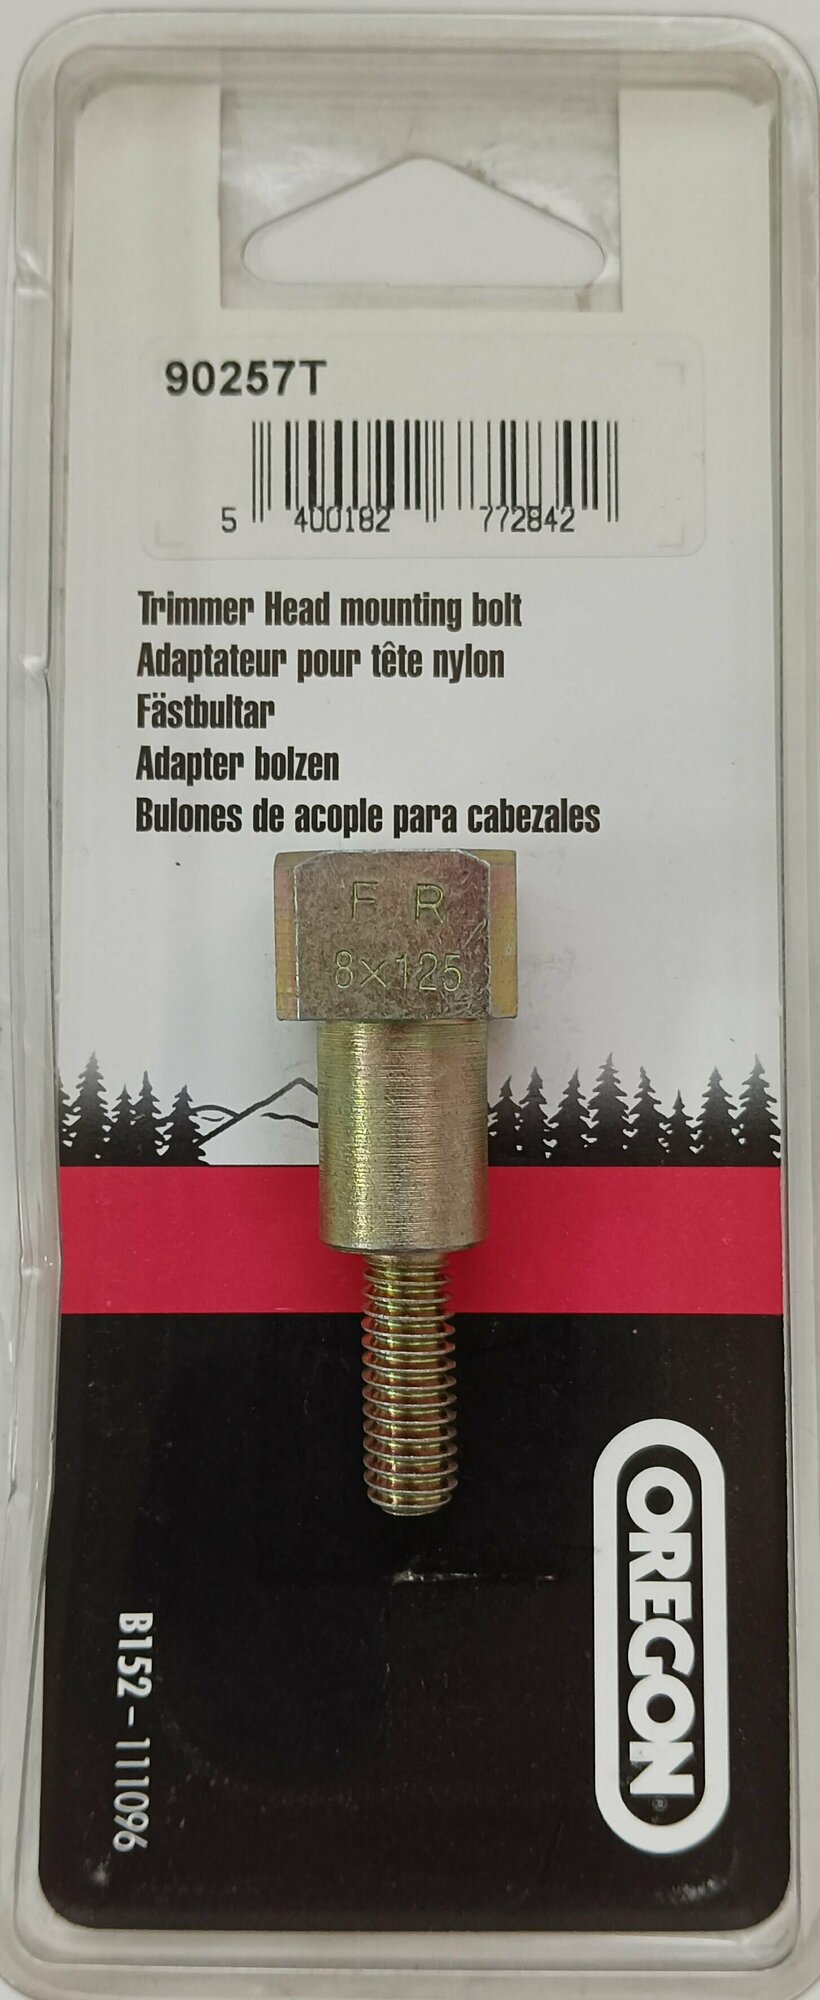 90257T
5 400182 772842
Trimmer Head mounting bolt
Adaptateur pour tête nylon
Fästbultar
Adapter bolzen
Bulones de acople para cabezales
F R
8×125
OREGON®
B152-111096